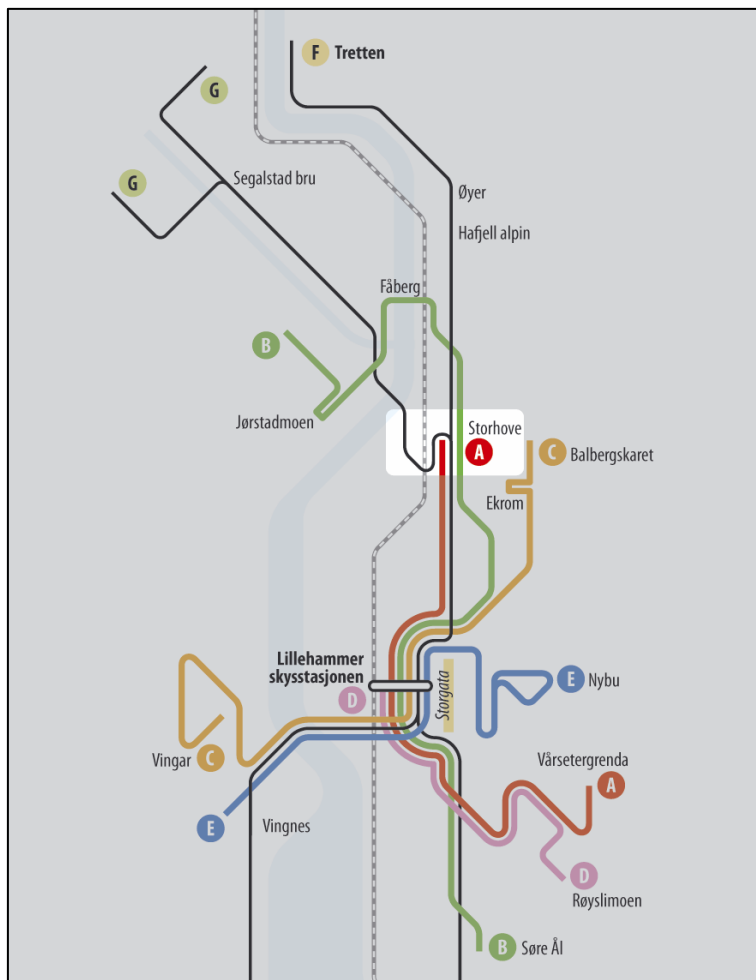 F Tretten
G
G
Segalstad bru
Øyer
Hafjell alpin
Fåberg
B
Jørstadmoen
Storhove
A
C Balbergskaret
Ekrom
Lillehammer
skysstasjonen
D
Storgata
E Nybu
Vingar C
Vårsetergrenda
A
E
Vingnes
D
Røyslimoen
B Søre Ål